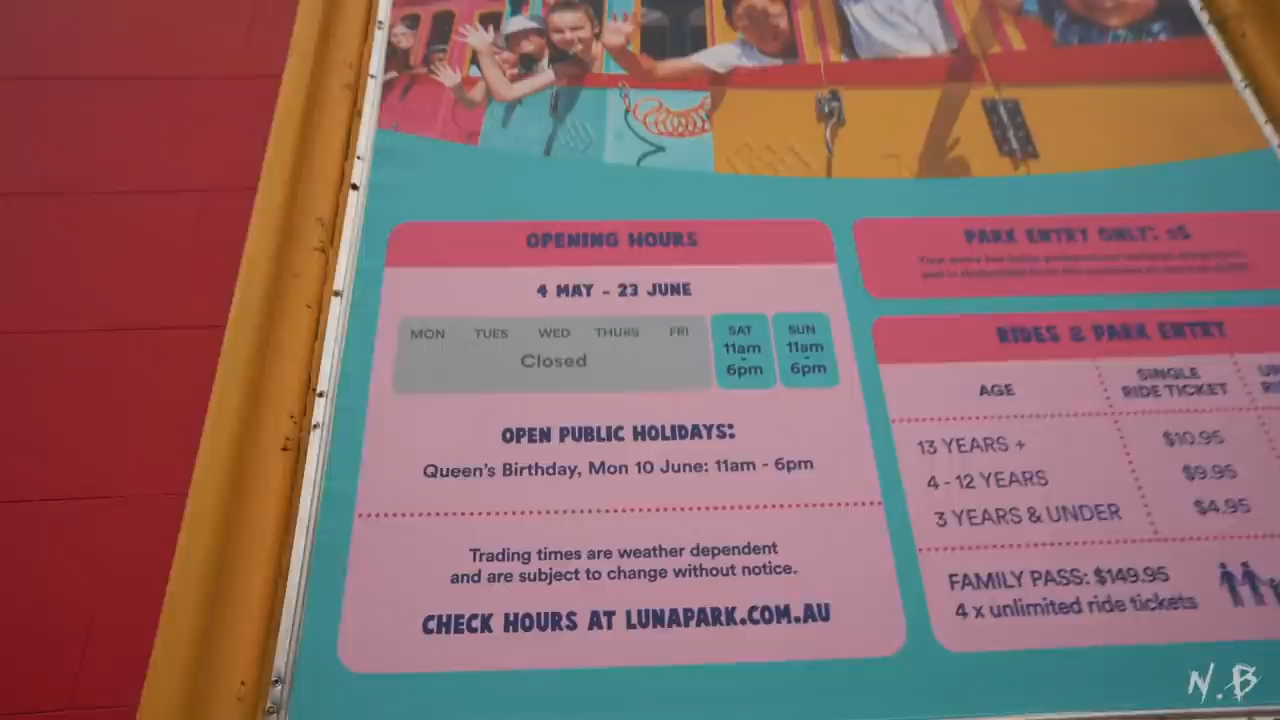 OPENING HOURS
4 MAY - 23 JUNE
MON TUES WED THURS FRI SAT SUN
Closed
11am - 6pm
11am - 6pm
OPEN PUBLIC HOLIDAYS:
Queen's Birthday, Mon 10 June: 11am - 6pm
Trading times are weather dependent
and are subject to change without notice.
CHECK HOURS AT LUNAPARK.COM.AU
PARK ENTRY ONLY: $5
RIDES & PARK ENTRY
AGE SINGLE
RIDE TICKET
13 YEARS + $10.95
4 - 12 YEARS $9.95
3 YEARS & UNDER $4.95
FAMILY PASS: $149.95
4 x unlimited ride tickets
N.B